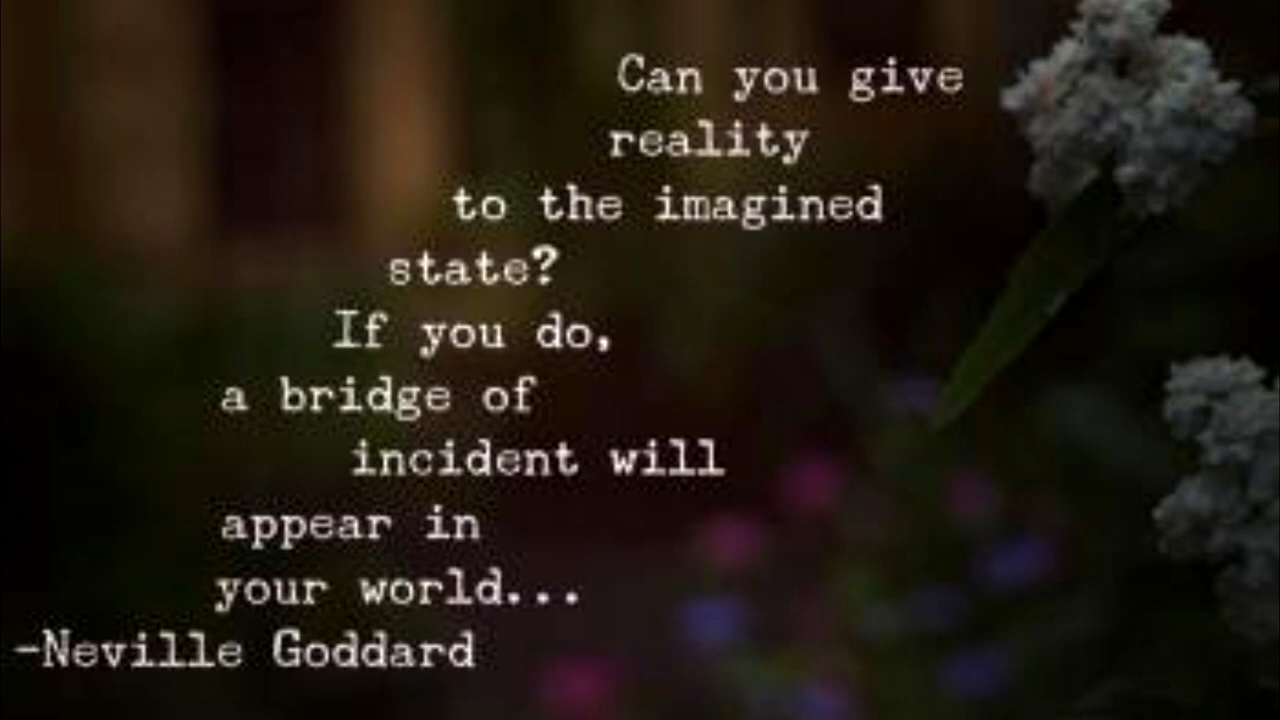 Can you give
reality
to the imagined
state?
If you do,
a bridge of
incident will
appear in
your world...
-Neville Goddard